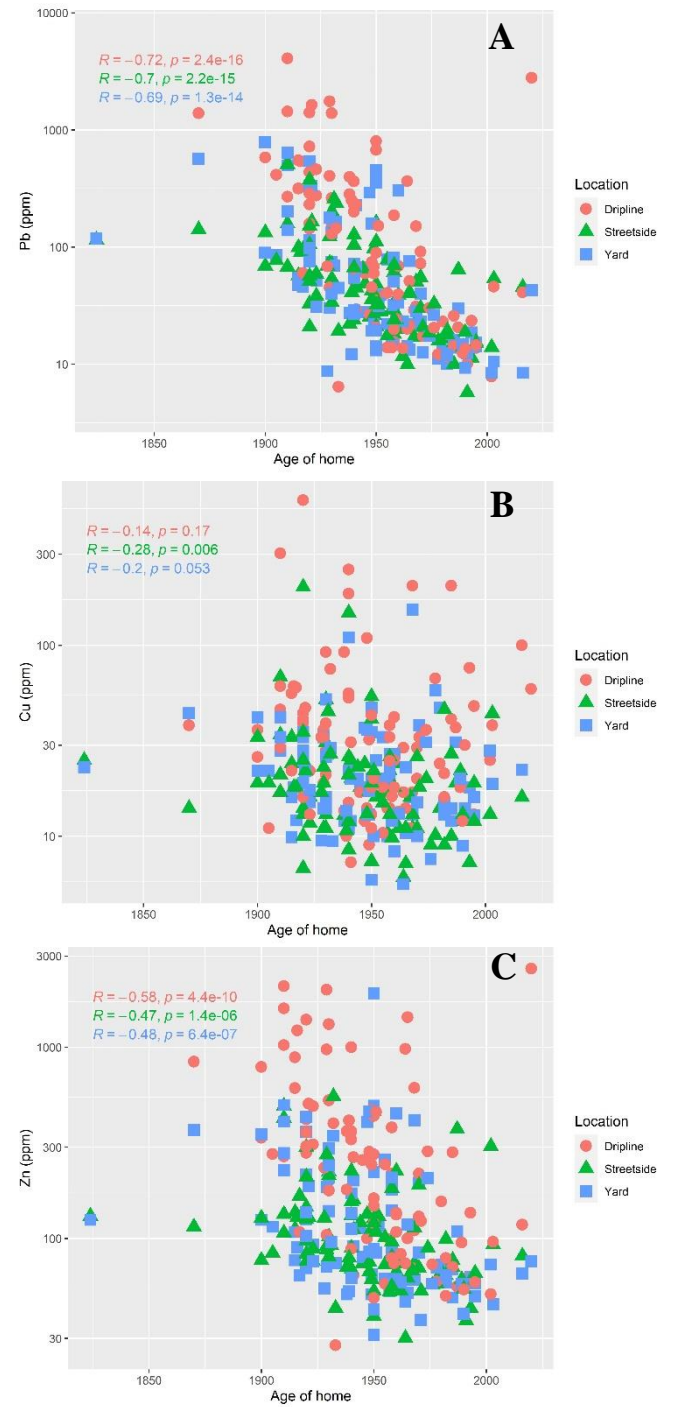 A
R = −0.72, p = 2.4e-16
R = −0.7, p = 2.2e-15
R = −0.69, p = 1.3e-14
10000
1000
100
10
Pb (ppm)
1850 1900 1950 2000
Age of home
Location
Dripline
Streetside
Yard
B
R = −0.14, p = 0.17
R = −0.28, p = 0.006
R = −0.2, p = 0.053
300
100
30
10
Cu (ppm)
1850 1900 1950 2000
Age of home
Location
Dripline
Streetside
Yard
C
R = −0.58, p = 4.4e-10
R = −0.47, p = 1.4e-06
R = −0.48, p = 6.4e-07
3000
1000
300
100
30
Zn (ppm)
1850 1900 1950 2000
Age of home
Location
Dripline
Streetside
Yard